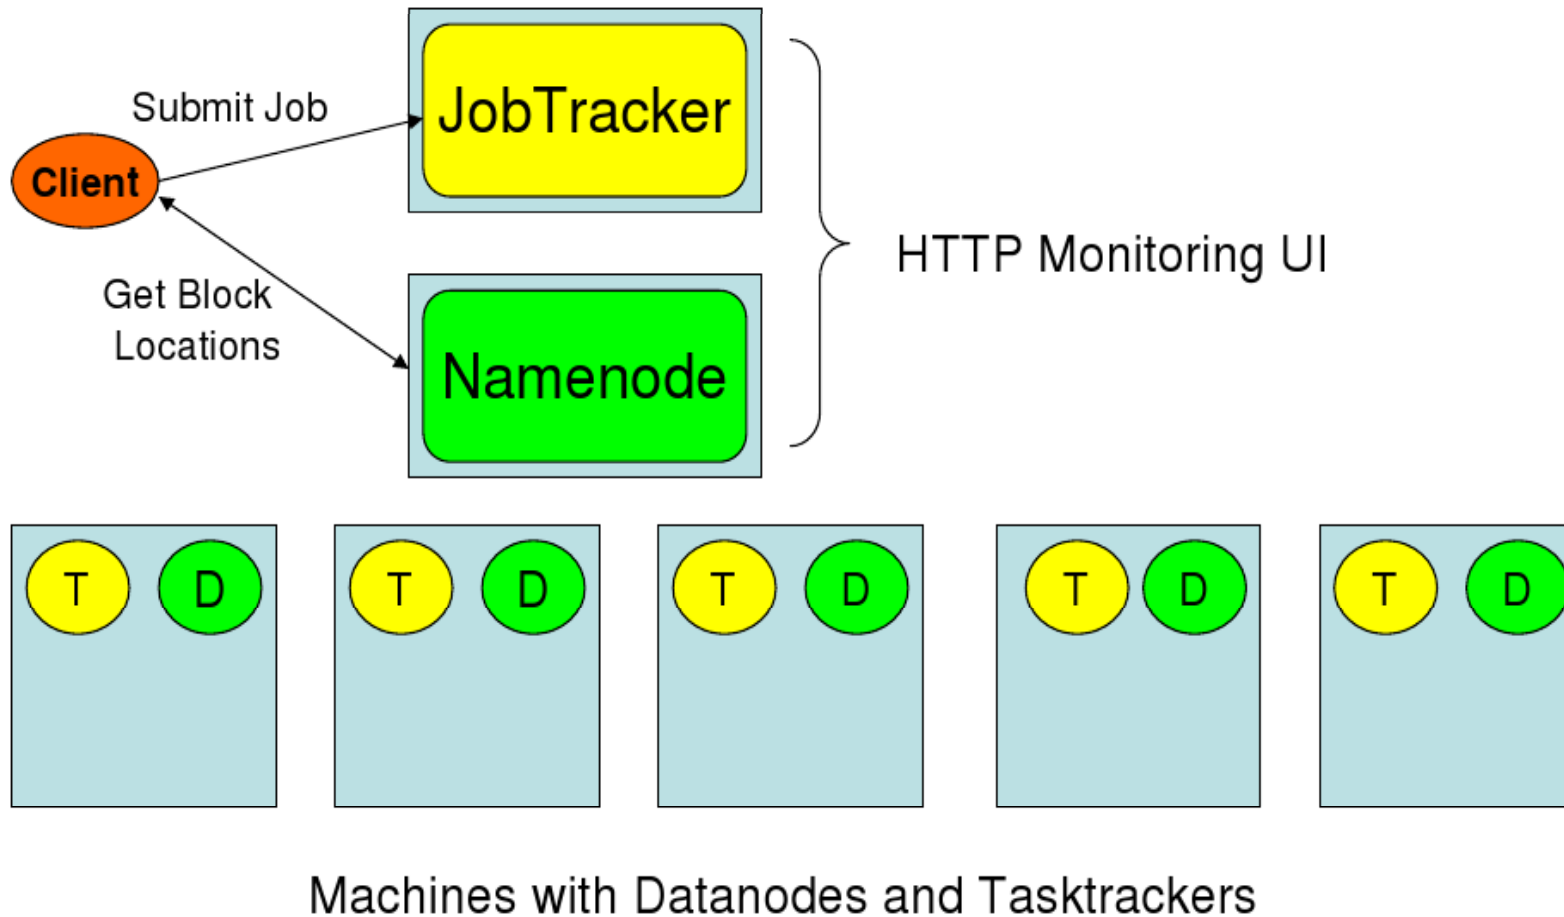 Submit Job
JobTracker
Client
HTTP Monitoring UI
Get Block
Locations
Namenode
T D T D T D T D T D
Machines with Datanodes and Tasktrackers